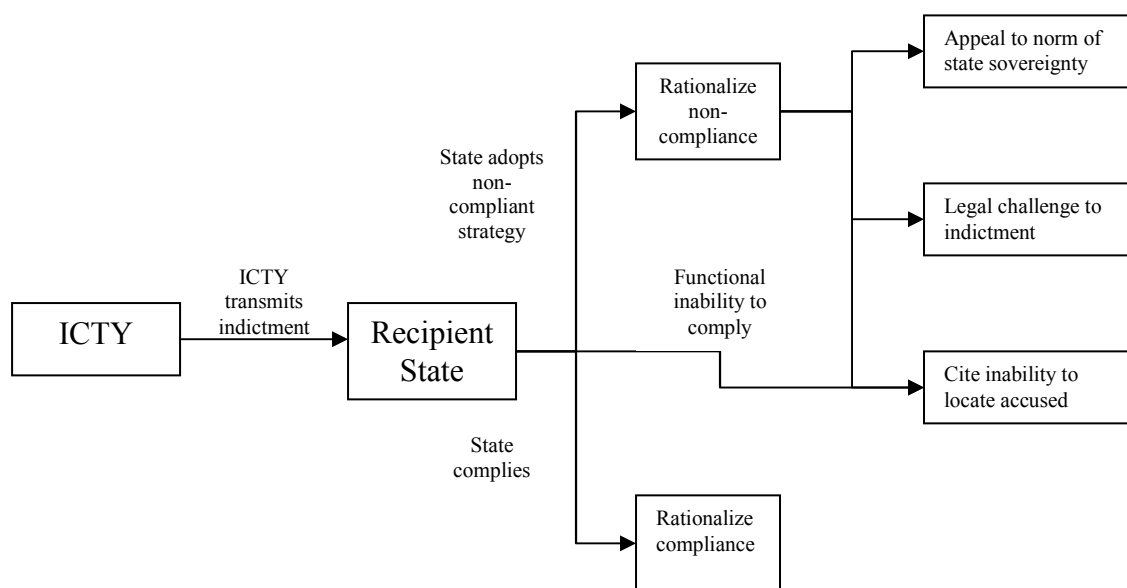 ICTY
ICTY
transmits
indictment
Recipient
State
State adopts
non-
compliant
strategy
State
complies
Rationalize
non-
compliance
Functional
inability to
comply
Rationalize
compliance
Appeal to norm of
state sovereignty
Legal challenge to
indictment
Cite inability to
locate accused